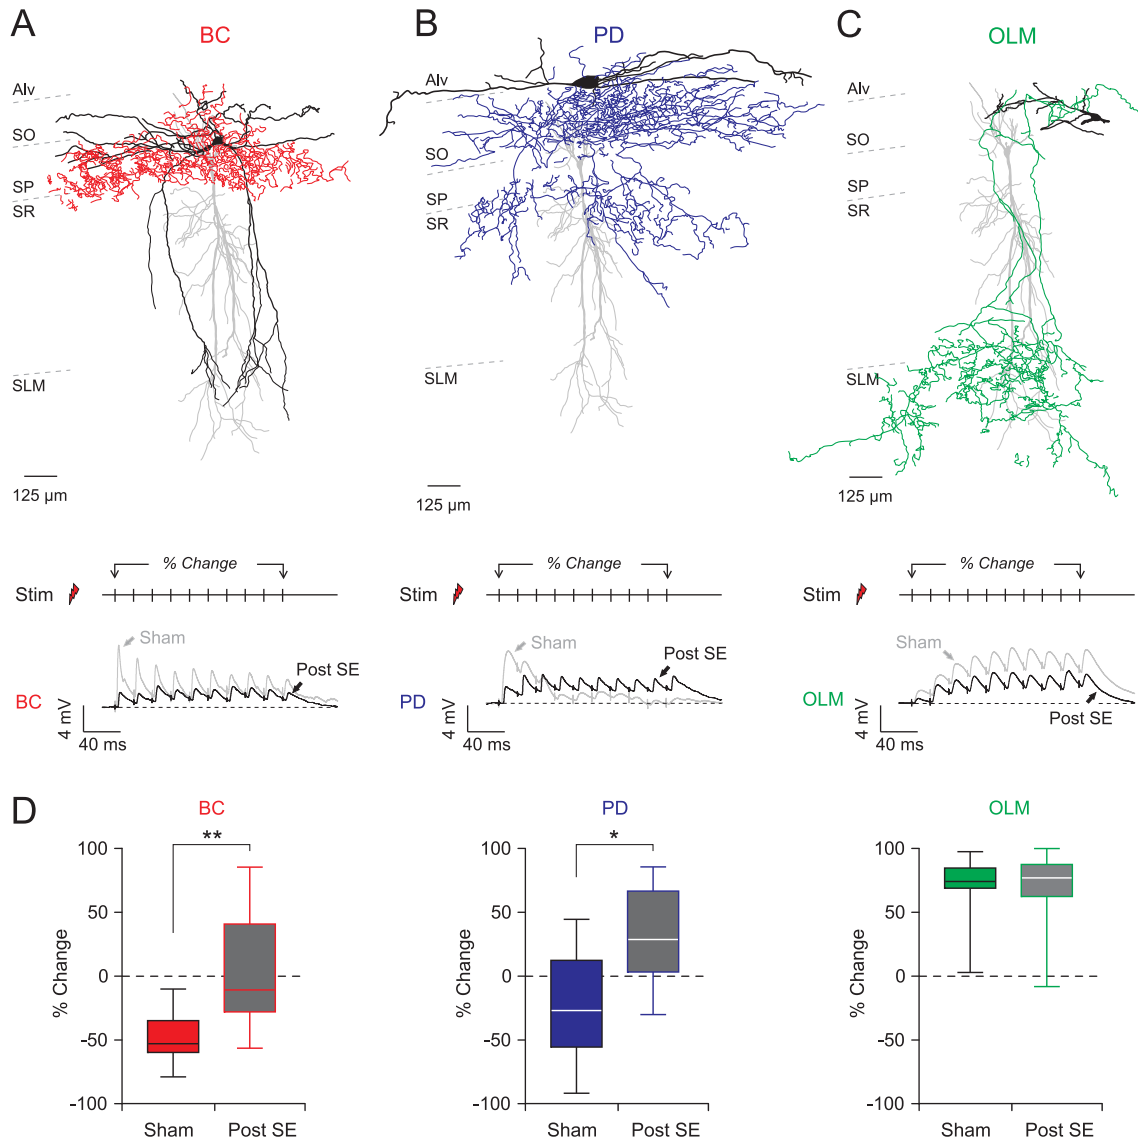 A
BC
Alv
SO
SP
SR
SLM
125 µm
B
PD
Alv
SO
SP
SR
SLM
125 µm
C
OLM
Alv
SO
SP
SR
SLM
125 µm
% Change
Stim
Sham
Post SE
BC
4 mV
40 ms
% Change
Stim
Sham
Post SE
PD
4 mV
40 ms
% Change
Stim
Sham
Post SE
OLM
4 mV
40 ms
D
BC
**
100
50
0
-50
-100
% Change
Sham Post SE
PD
*
100
50
0
-50
-100
% Change
Sham Post SE
OLM
100
50
0
-50
-100
% Change
Sham Post SE